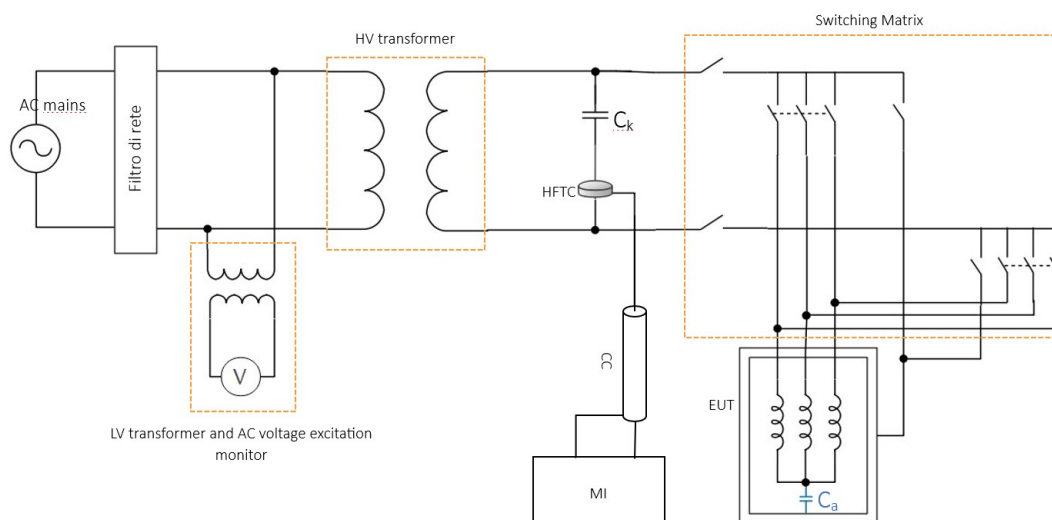 Switching Matrix
HV transformer
AC mains
Filtro di rete
Ck
HFTC
V
CC
EUT
LV transformer and AC voltage excitation
monitor
MI
Ca